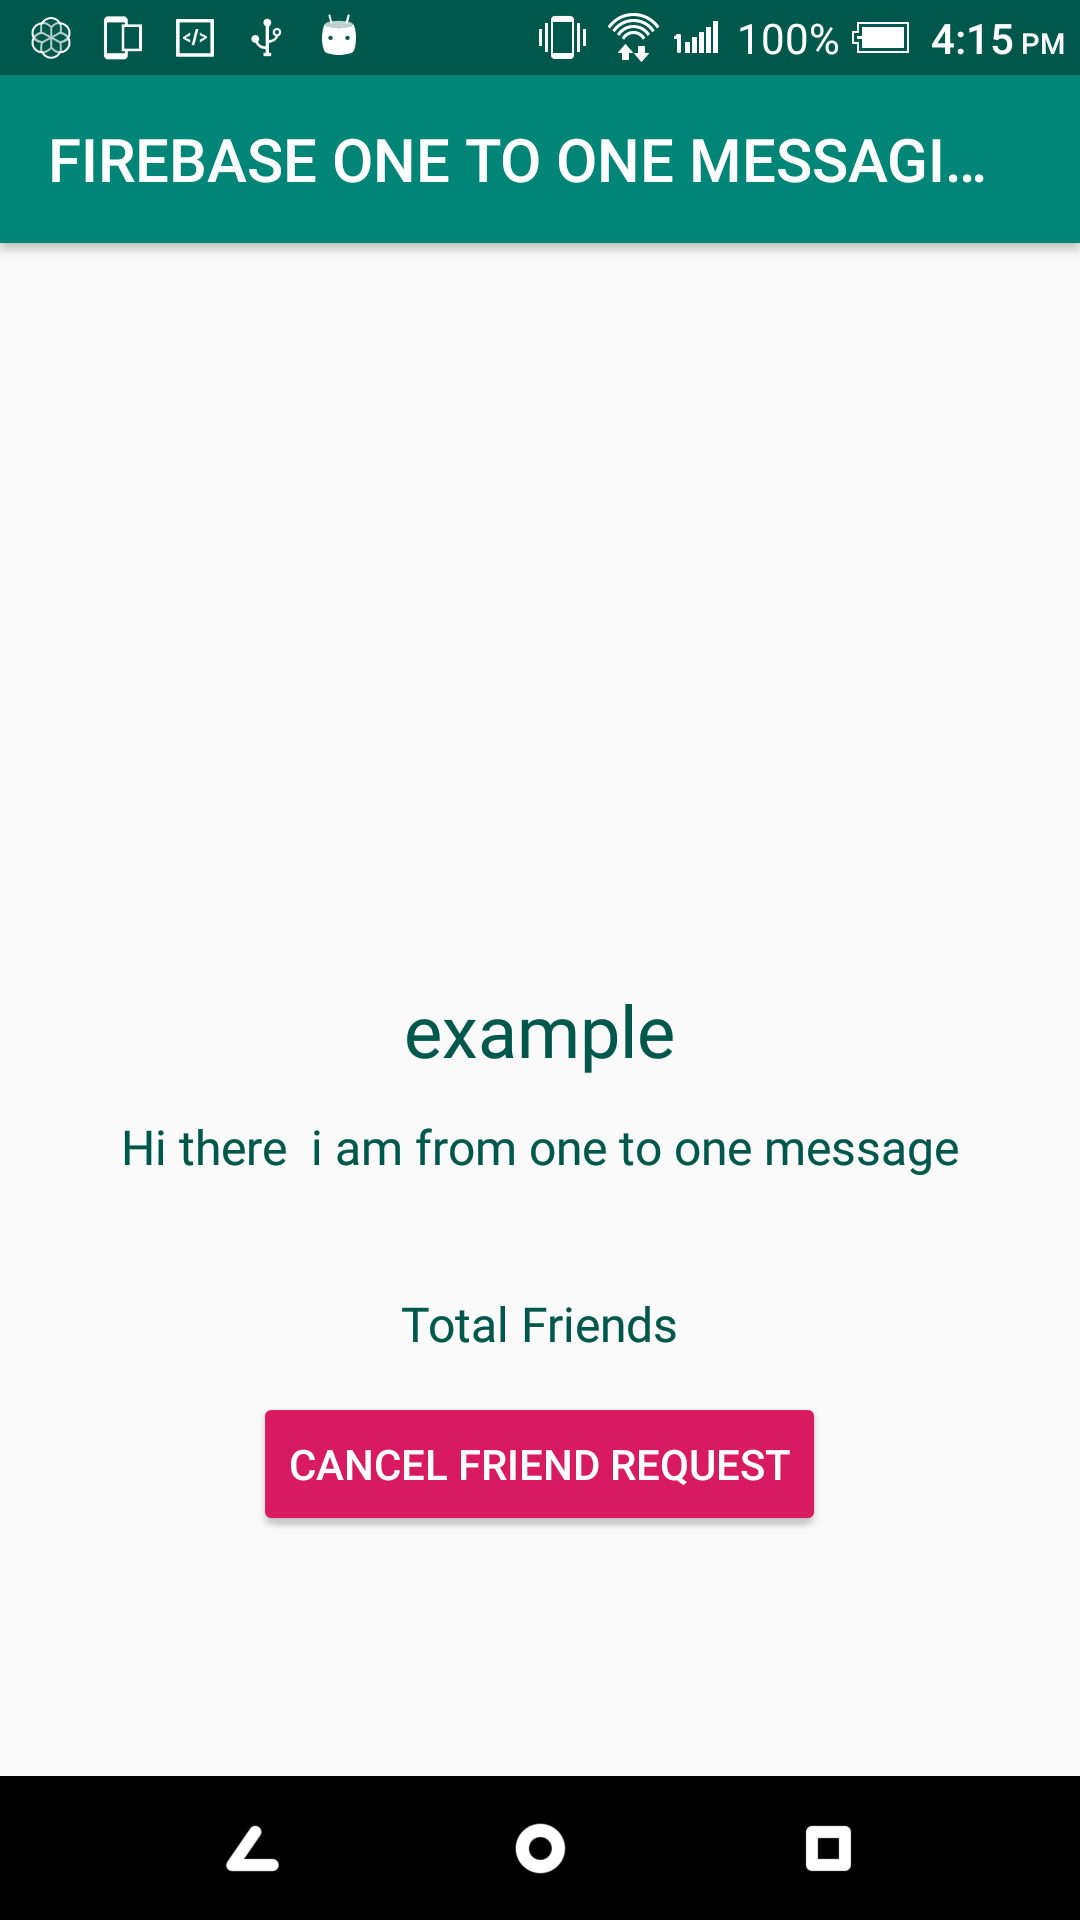 100% 4:15 PM
FIREBASE ONE TO ONE MESSAGI...
example
Hi there  i am from one to one message
Total Friends
CANCEL FRIEND REQUEST